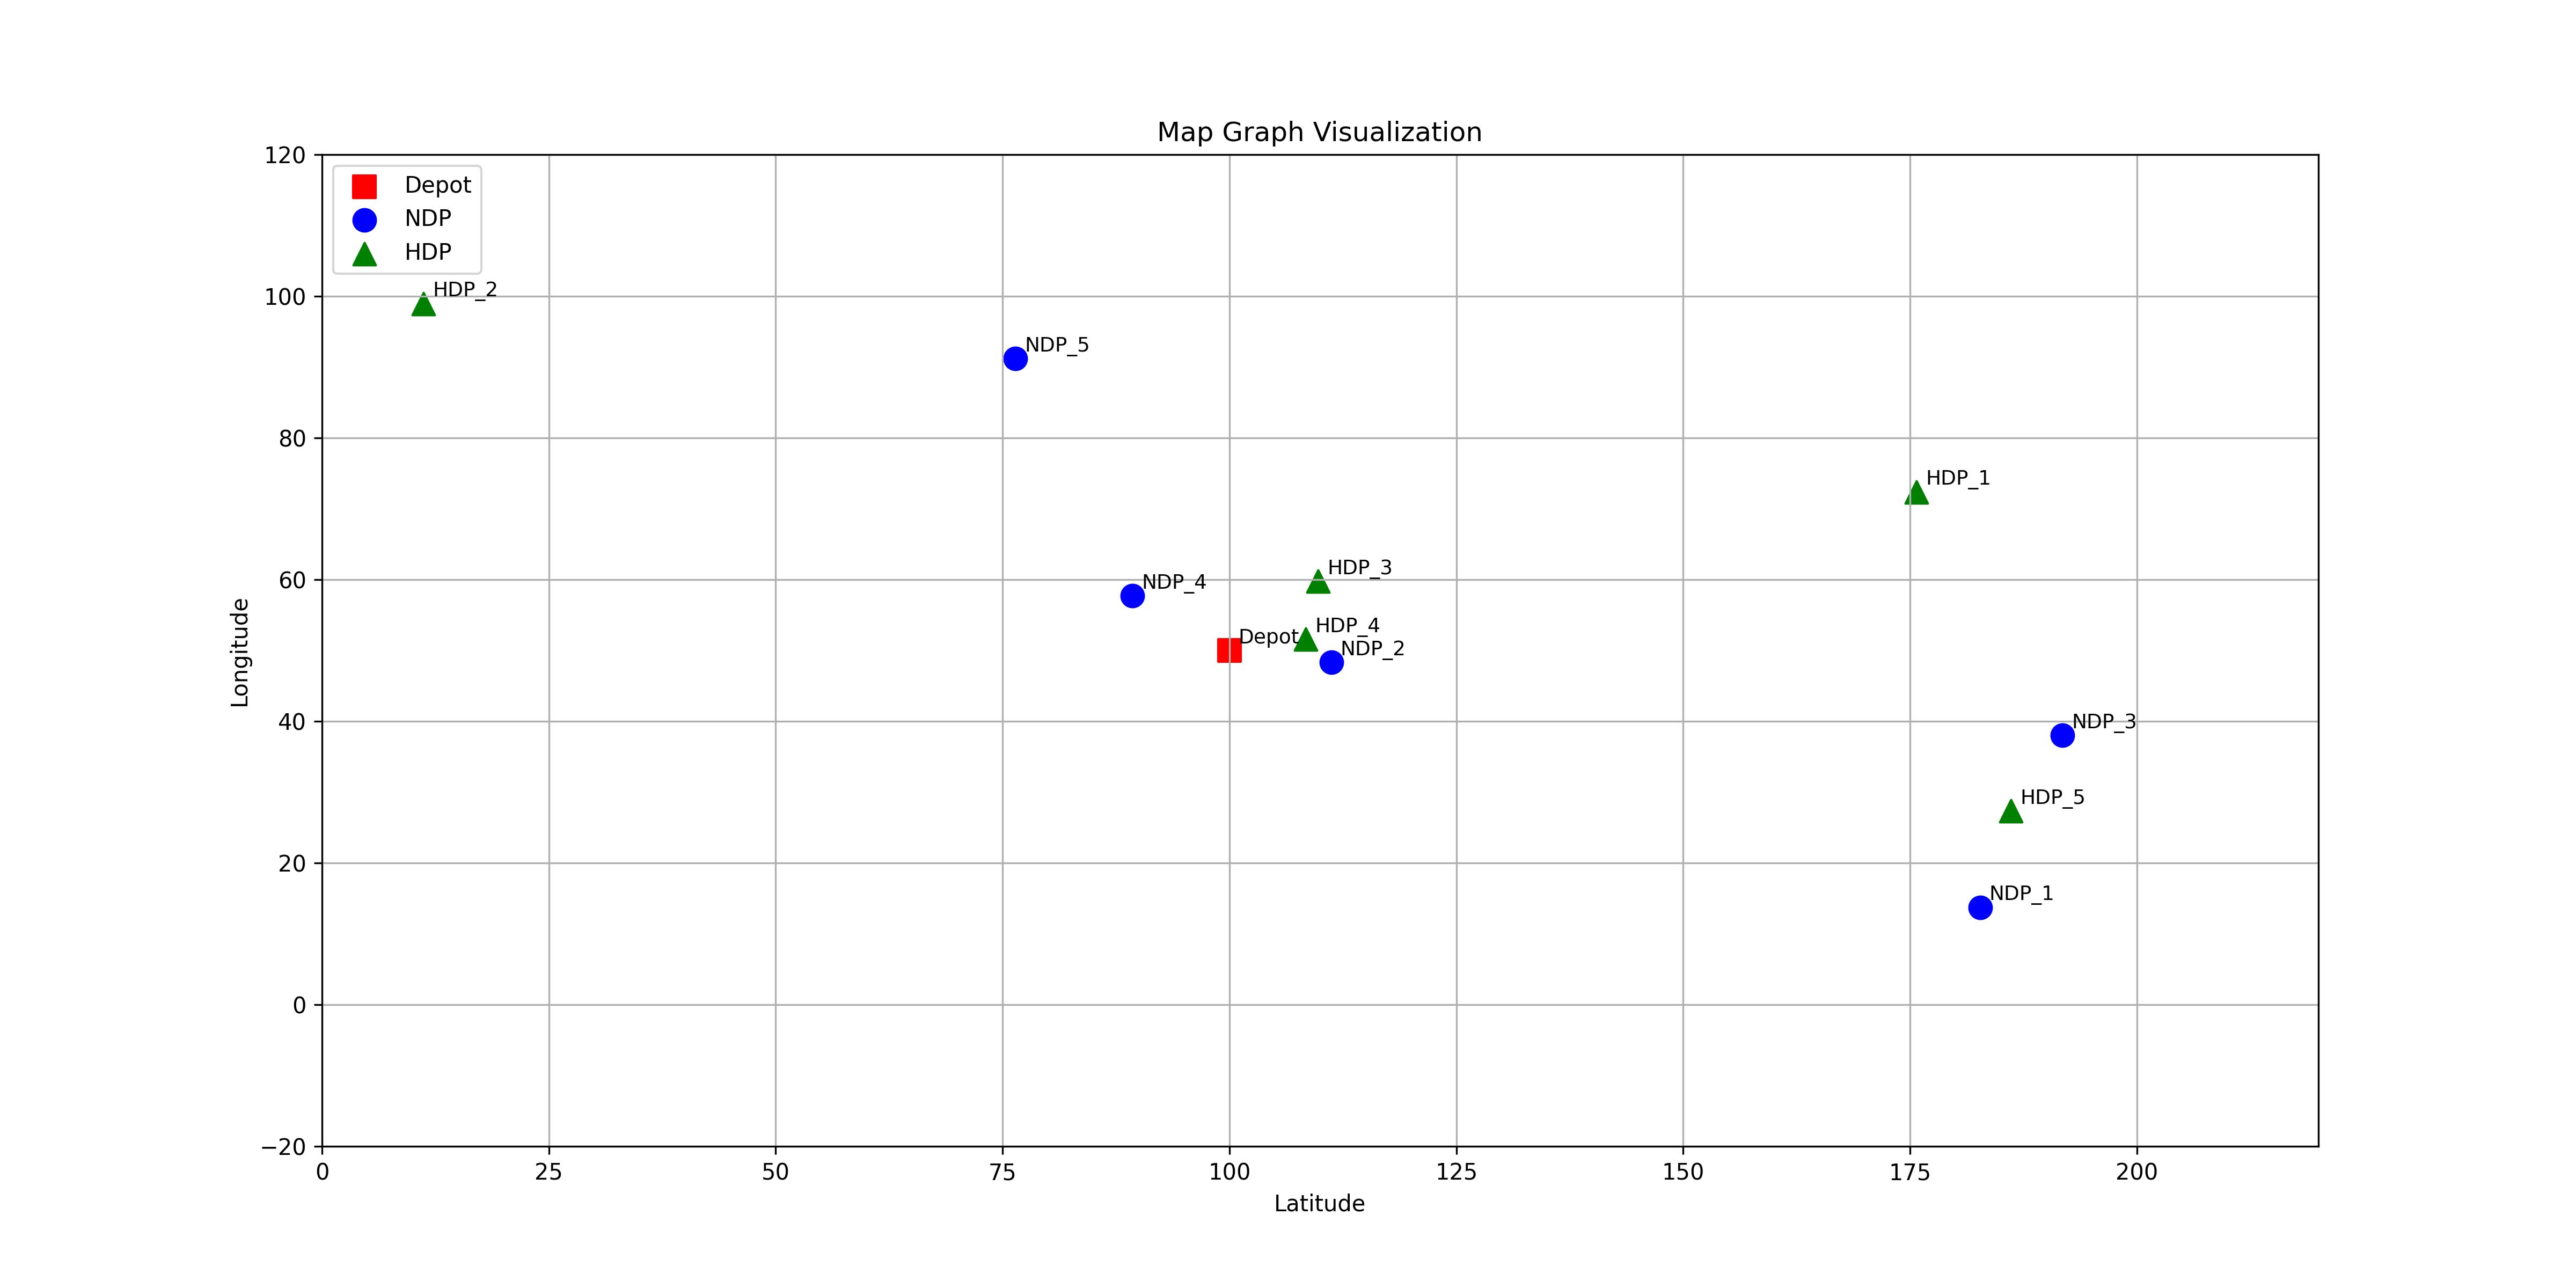 Map Graph Visualization
120
100
80
60
40
20
0
−20
Longitude
Depot
NDP
HDP
HDP_2
NDP_5
HDP_1
HDP_3
NDP_4
HDP_4
Depot
NDP_2
NDP_3
HDP_5
NDP_1
0 25 50 75 100 125 150 175 200
Latitude